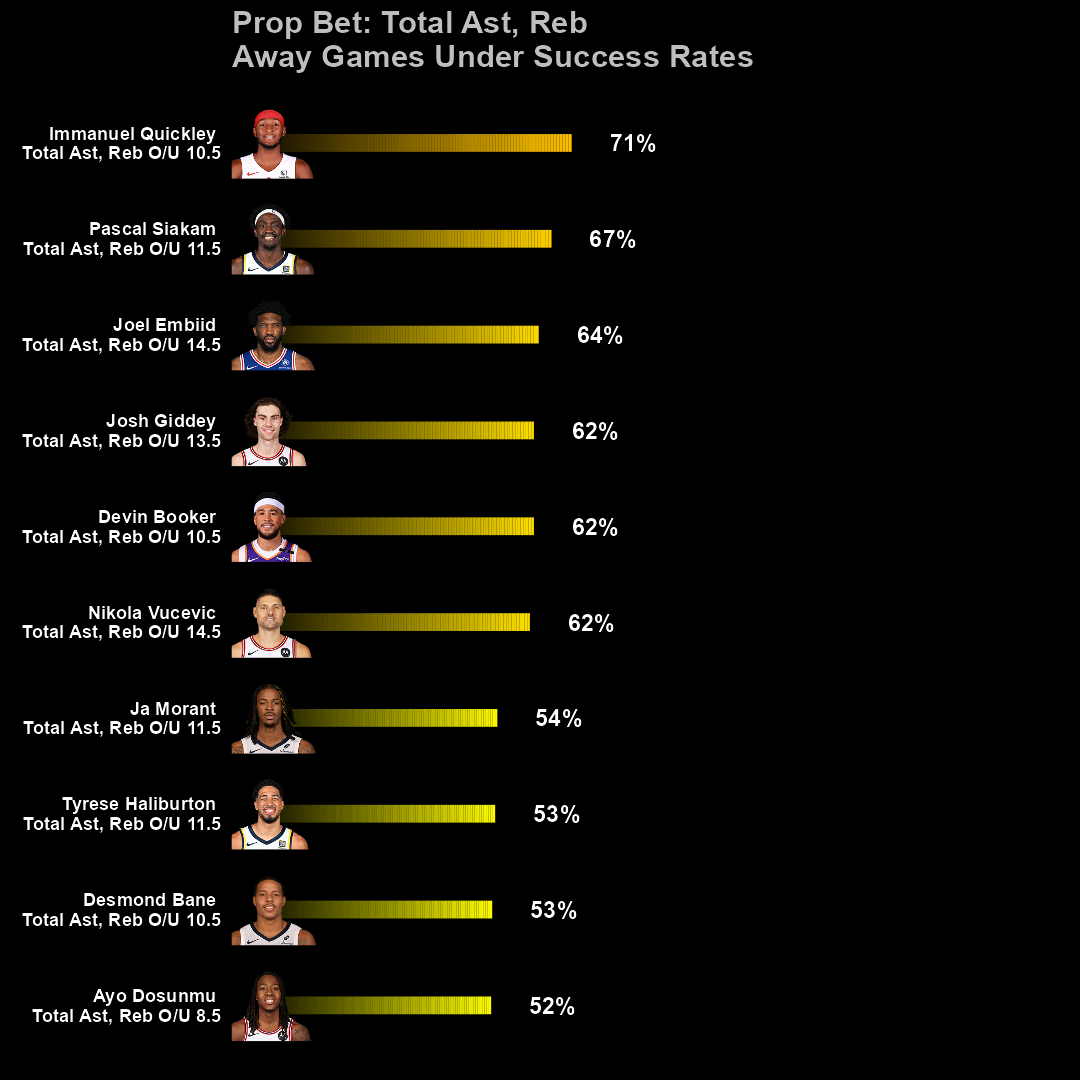 Prop Bet: Total Ast, Reb
Away Games Under Success Rates
Immanuel Quickley
Total Ast, Reb O/U 10.5
71%
Pascal Siakam
Total Ast, Reb O/U 11.5
67%
Joel Embiid
Total Ast, Reb O/U 14.5
64%
Josh Giddey
Total Ast, Reb O/U 13.5
62%
Devin Booker
Total Ast, Reb O/U 10.5
62%
Nikola Vucevic
Total Ast, Reb O/U 14.5
62%
Ja Morant
Total Ast, Reb O/U 11.5
54%
Tyrese Haliburton
Total Ast, Reb O/U 11.5
53%
Desmond Bane
Total Ast, Reb O/U 10.5
53%
Ayo Dosunmu
Total Ast, Reb O/U 8.5
52%